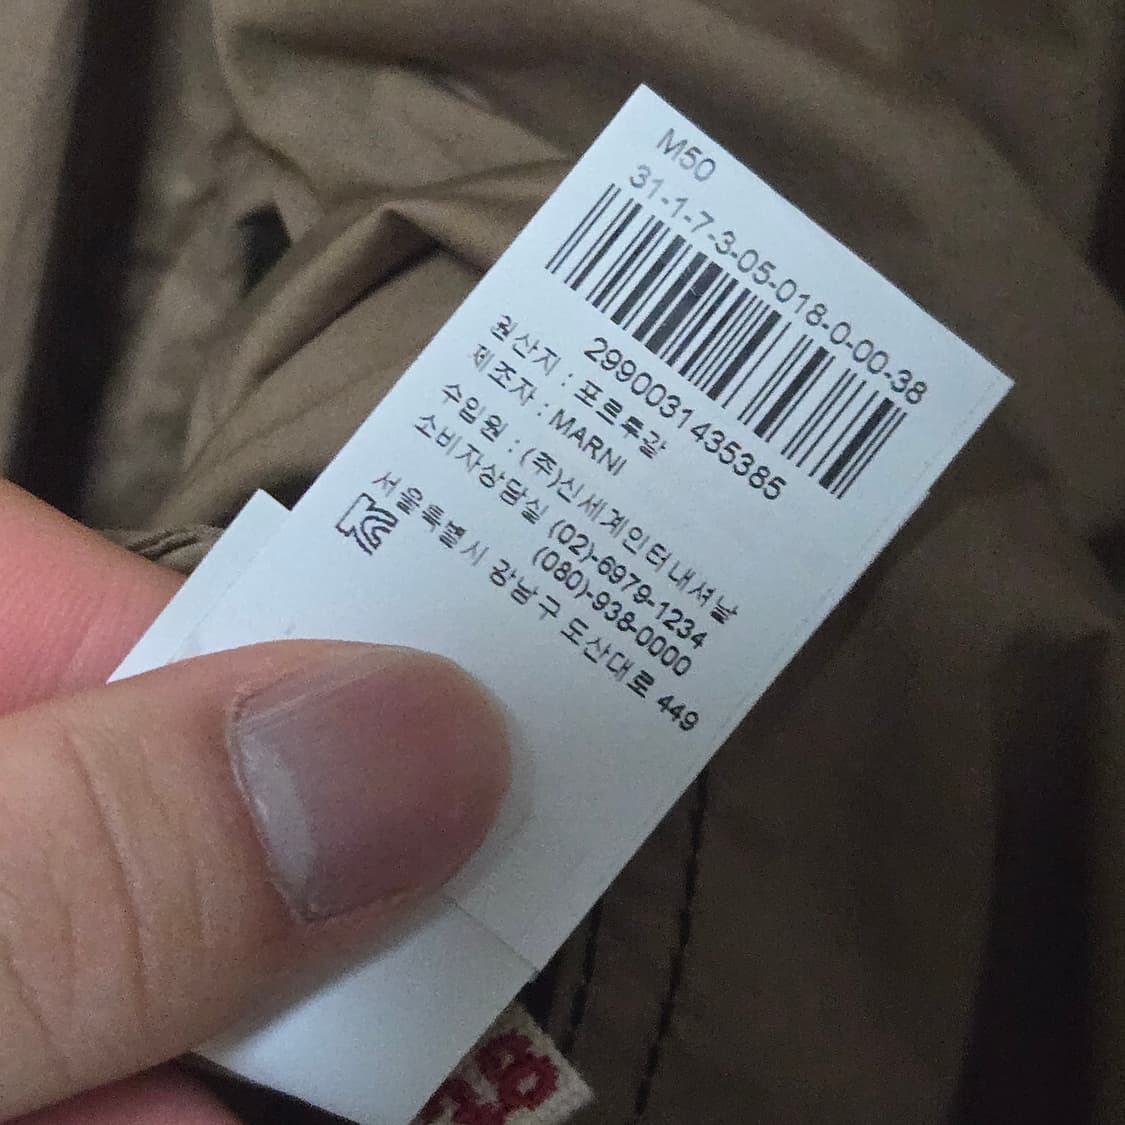 M50
31-1-7-3-05-018-0-00-38
2990031435385
원산지 : 포르투갈
제조자 : MARNI
수입원 : (주)신세계인터내셔날
소비자상담실 (02)-6979-1234
(080)-938-0000
서울특별시 강남구 도산대로 449